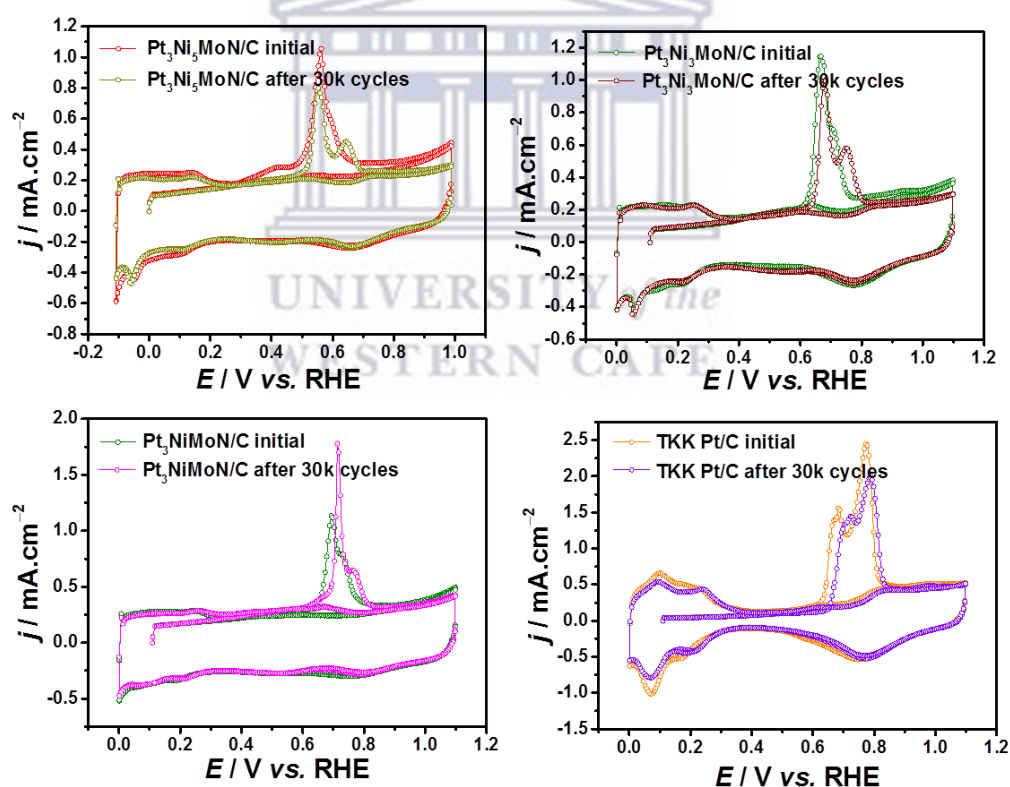 1.2
1.0
0.8
0.6
0.4
0.2
0.0
-0.2
-0.4
-0.6
-0.8
j / mA.cm⁻²
Pt₃Ni₅MoN/C initial
Pt₃Ni₅MoN/C after 30k cycles
-0.2 0.0 0.2 0.4 0.6 0.8 1.0
E / V vs. RHE
1.2
1.0
0.8
0.6
0.4
0.2
0.0
-0.2
-0.4
-0.6
j / mA.cm⁻²
Pt₃Ni₃MoN/C initial
Pt₃Ni₃MoN/C after 30k cycles
0.0 0.2 0.4 0.6 0.8 1.0 1.2
E / V vs. RHE
UNIVERSITY of the
WESTERN CAPE
2.0
1.5
1.0
0.5
0.0
-0.5
j / mA.cm⁻²
Pt₃NiMoN/C initial
Pt₃NiMoN/C after 30k cycles
0.0 0.2 0.4 0.6 0.8 1.0 1.2
E / V vs. RHE
2.5
2.0
1.5
1.0
0.5
0.0
-0.5
-1.0
-1.5
j / mA.cm⁻²
TKK Pt/C initial
TKK Pt/C after 30k cycles
0.0 0.2 0.4 0.6 0.8 1.0 1.2
E / V vs. RHE